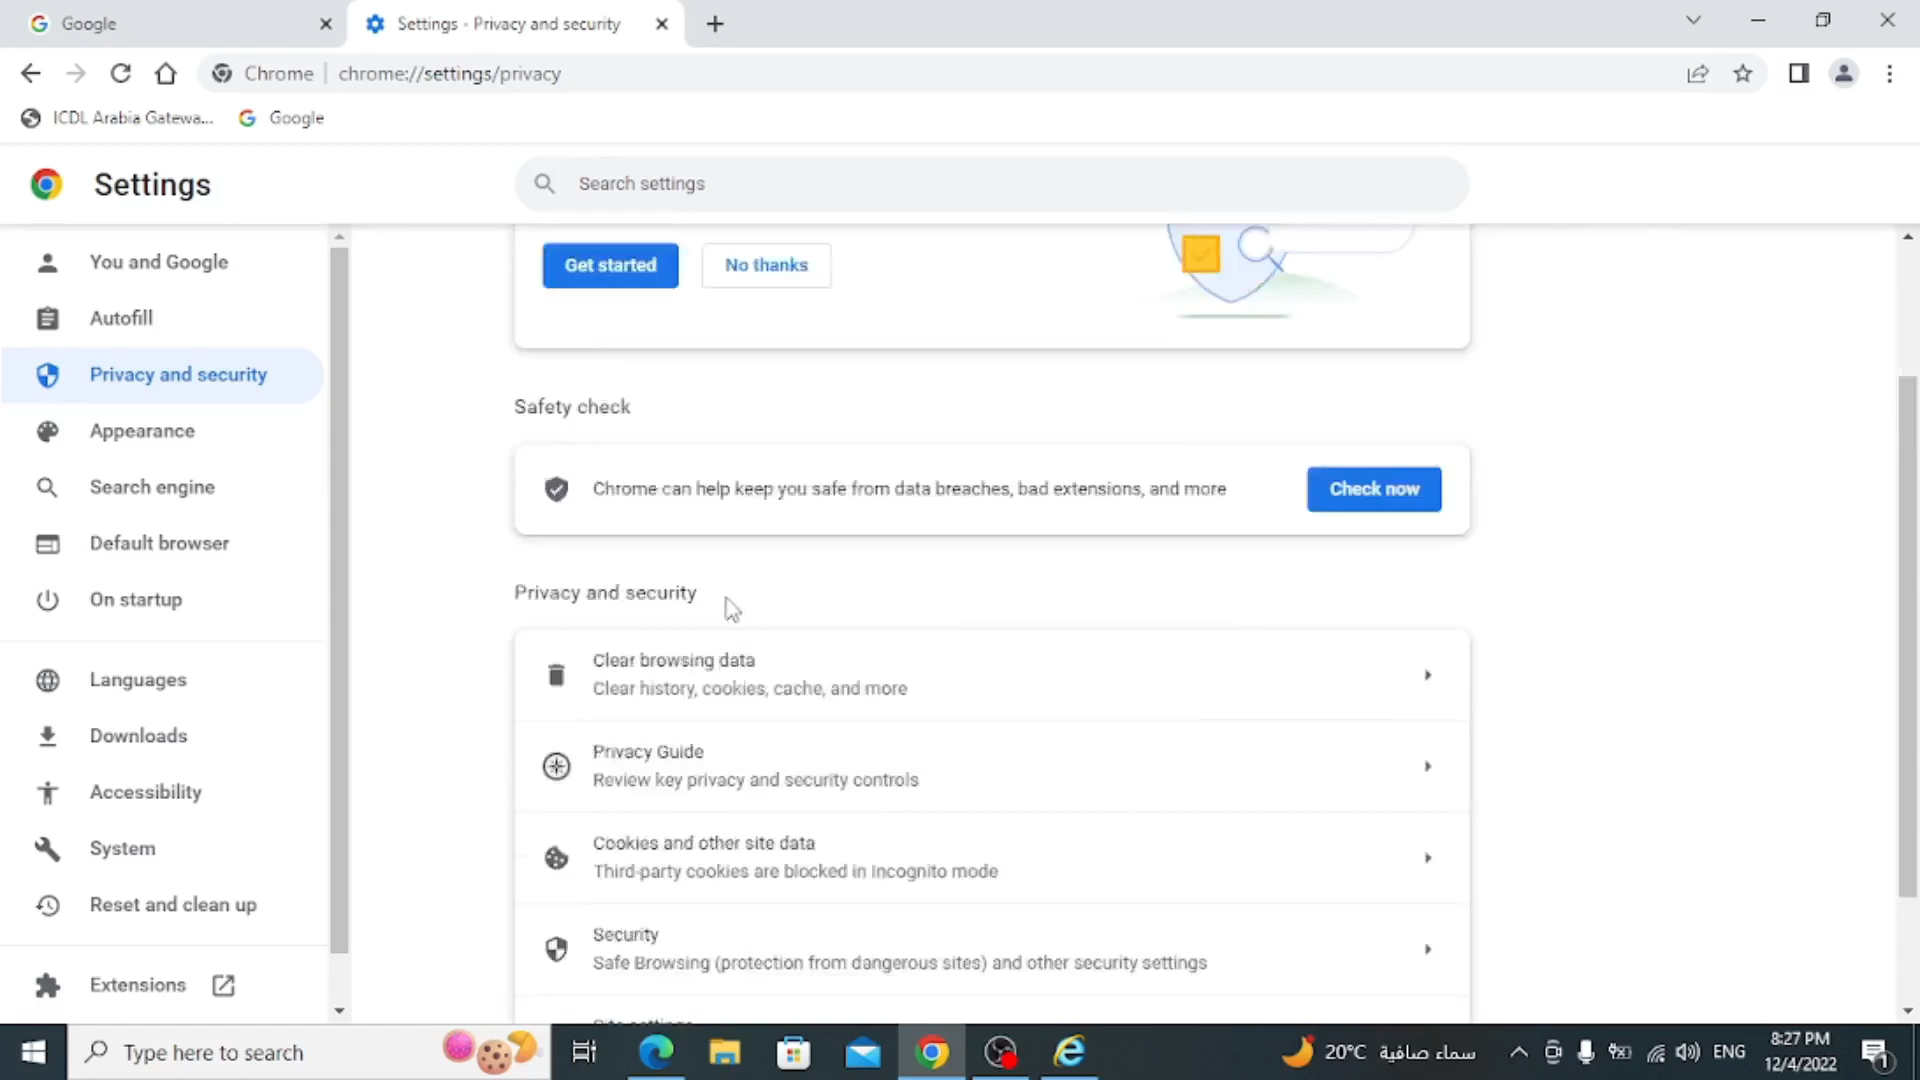 Google
Settings - Privacy and security
Chrome
chrome://settings/privacy
ICDL Arabia Gatewa...
Google
Settings
Search settings
You and Google
Autofill
Privacy and security
Appearance
Search engine
Default browser
On startup
Languages
Downloads
Accessibility
System
Reset and clean up
Extensions
Get started
No thanks
Safety check
Chrome can help keep you safe from data breaches, bad extensions, and more
Check now
Privacy and security
Clear browsing data
Clear history, cookies, cache, and more
Privacy Guide
Review key privacy and security controls
Cookies and other site data
Third-party cookies are blocked in Incognito mode
Security
Safe Browsing (protection from dangerous sites) and other security settings
Type here to search
20°C سماء صافية
ENG
8:27 PM
12/4/2022
1